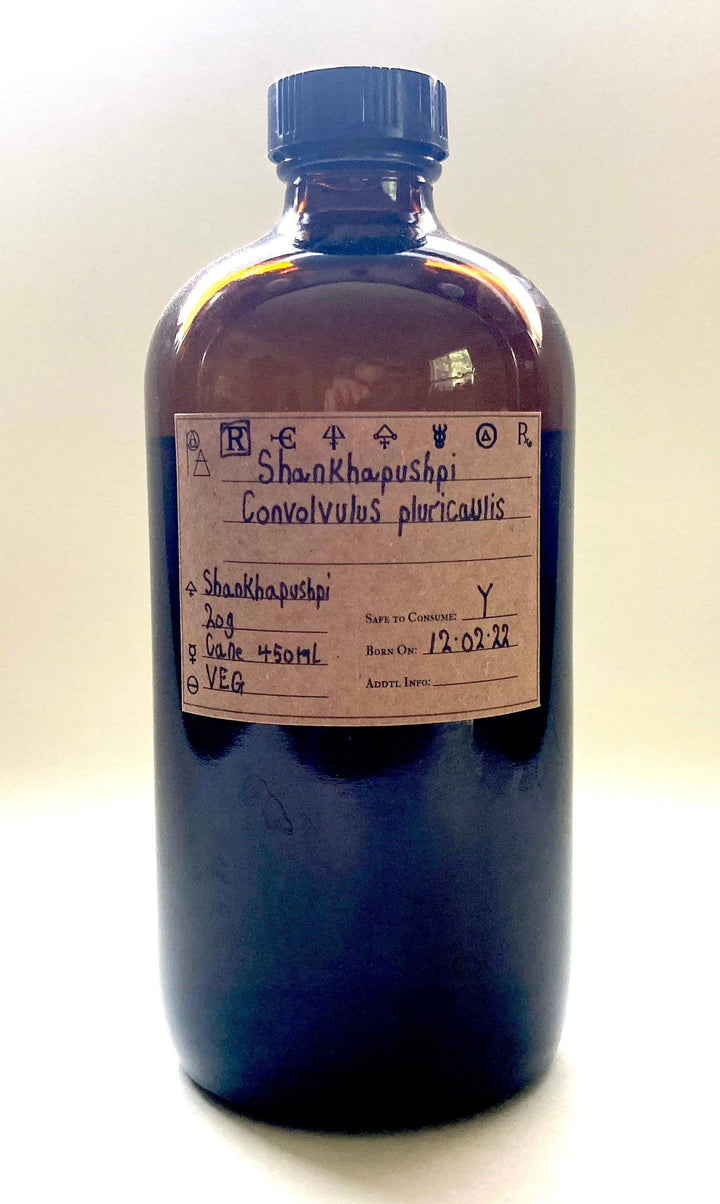 R ℞
Shankhapushpi
Convolvulus pluricaulis
🜍 Shankhapushpi
20g
☿ Cane 450ML
🜔 VEG
SAFE TO CONSUME: Y
BORN ON: 12·02·22
ADDTL INFO: